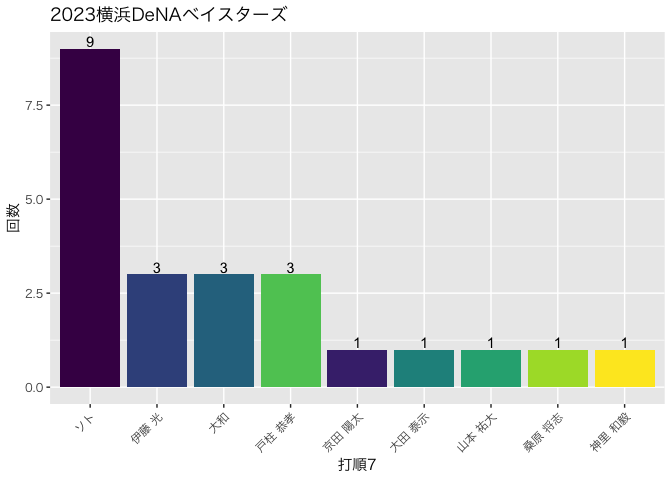 2023横浜DeNAベイスターズ
9
3
3
3
1
1
1
1
1
7.5
5.0
2.5
0.0
回数
ソト
伊藤 光
大和
戸柱 恭孝
京田 陽太
大田 泰示
山本 祐大
桑原 将志
神里 和毅
打順7